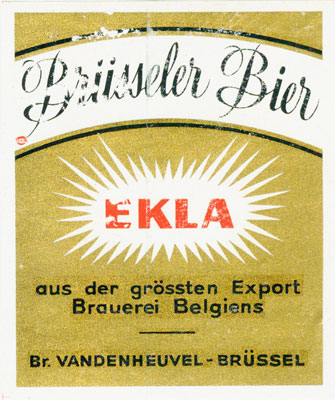 Brüsseler Bier
EKLA
aus der grössten Export
Brauerei Belgiens
Br. VANDENHEUVEL - BRÜSSEL